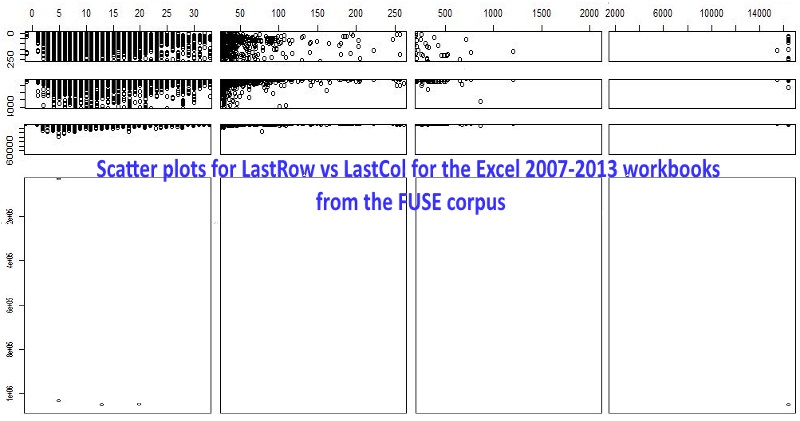 0 5 10 15 20 25 30 50 100 150 200 250 500 1000 1500 2000 2000 6000 10000 14000
0
250
1000
60000
Scatter plots for LastRow vs LastCol for the Excel 2007-2013 workbooks
from the FUSE corpus
2e+05
4e+05
6e+05
8e+05
1e+06